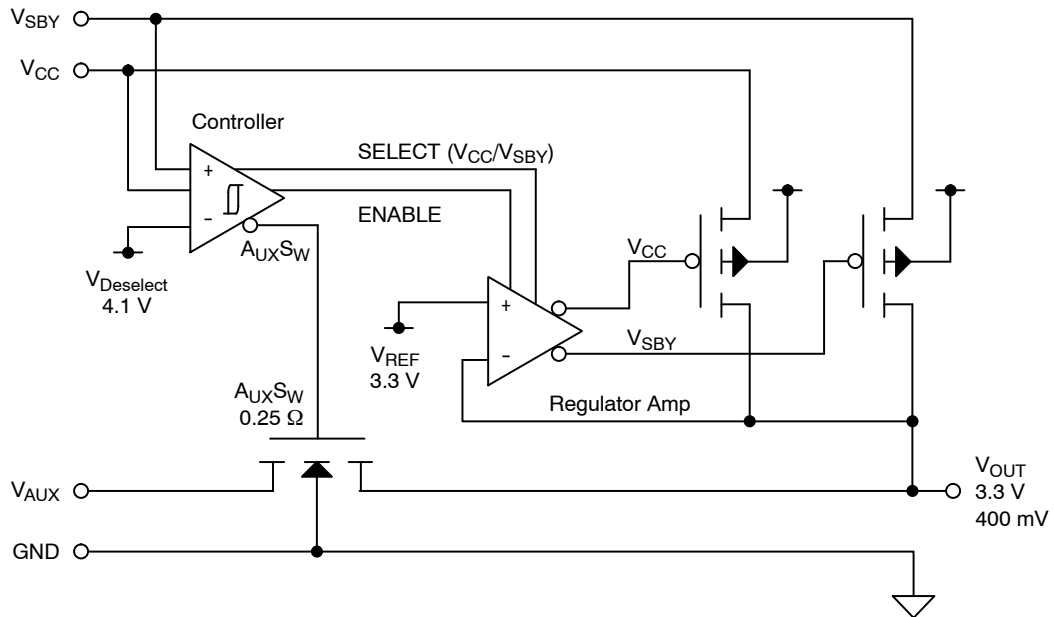 VSBY
VCC
Controller
SELECT (VCC/VSBY)
+
-
ENABLE
AUXSW
VDeselect
4.1 V
VCC
+
-
VREF
3.3 V
VSBY
AUXSW
0.25 Ω
Regulator Amp
VAUX
VOUT
3.3 V
400 mV
GND